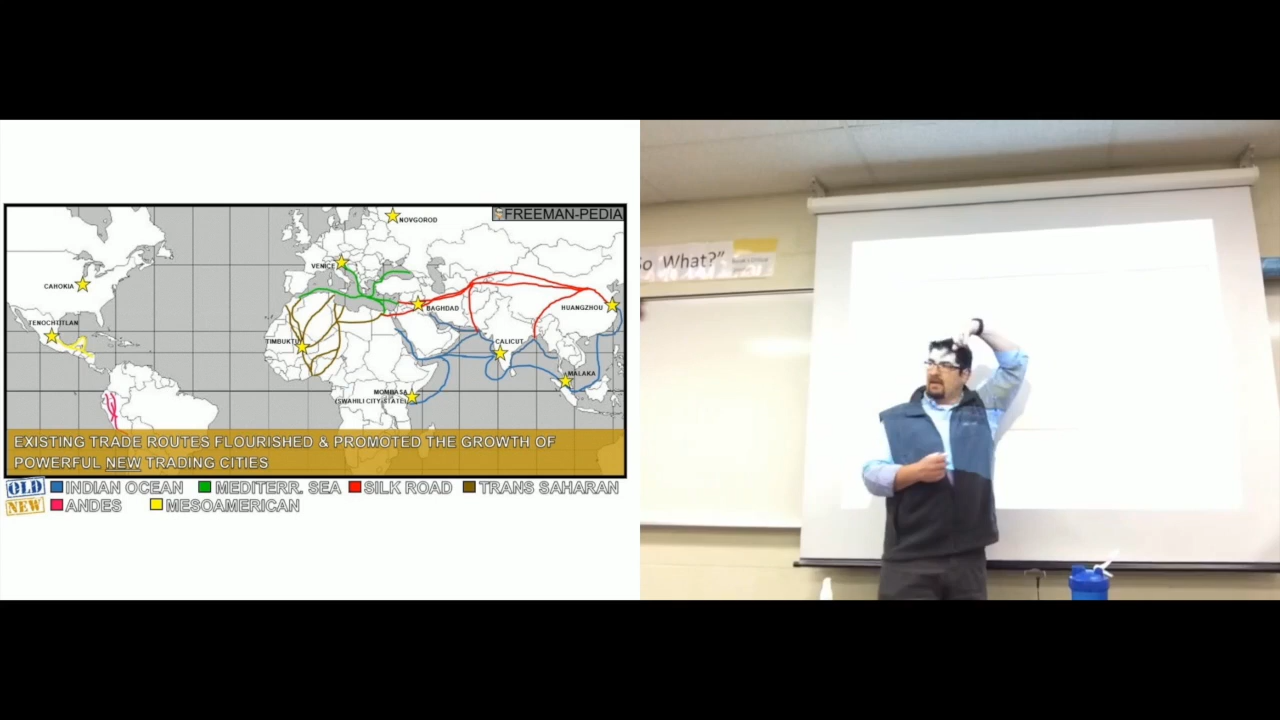 FREEMAN-PEDIA
NOVGOROD
VENICE
CAHOKIA
BAGHDAD
HUANGZHOU
TENOCHTITLAN
TIMBUKTU
CALICUT
MALAKA
MOMBASA
(SWAHILI CITY-STATE)
EXISTING TRADE ROUTES FLOURISHED & PROMOTED THE GROWTH OF
POWERFUL NEW TRADING CITIES
OLD INDIAN OCEAN MEDITERR. SEA SILK ROAD TRANS SAHARAN
NEW ANDES MESOAMERICAN
o What?"